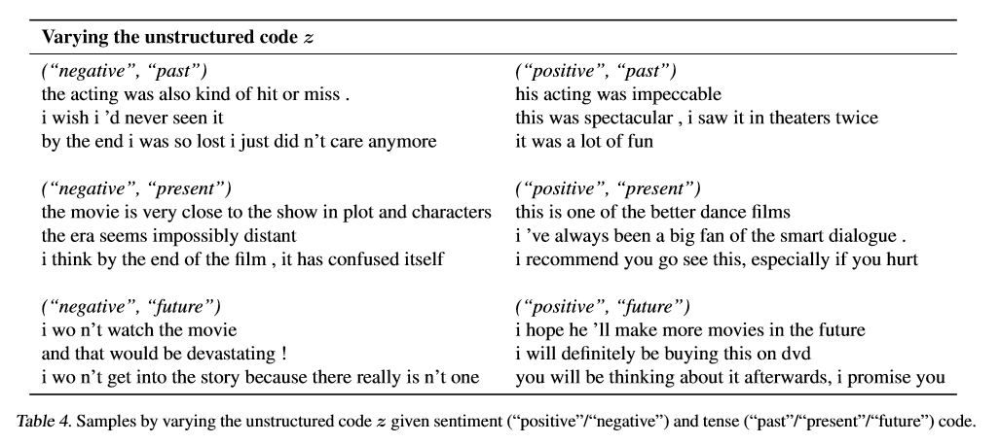 Varying the unstructured code z
(“negative”, “past”)
the acting was also kind of hit or miss .
i wish i ’d never seen it
by the end i was so lost i just did n’t care anymore
(“positive”, “past”)
his acting was impeccable
this was spectacular , i saw it in theaters twice
it was a lot of fun
(“negative”, “present”)
the movie is very close to the show in plot and characters
the era seems impossibly distant
i think by the end of the film , it has confused itself
(“positive”, “present”)
this is one of the better dance films
i ’ve always been a big fan of the smart dialogue .
i recommend you go see this, especially if you hurt
(“negative”, “future”)
i wo n’t watch the movie
and that would be devastating !
i wo n’t get into the story because there really is n’t one
(“positive”, “future”)
i hope he ’ll make more movies in the future
i will definitely be buying this on dvd
you will be thinking about it afterwards, i promise you
Table 4. Samples by varying the unstructured code z given sentiment (“positive”/“negative”) and tense (“past”/“present”/“future”) code.